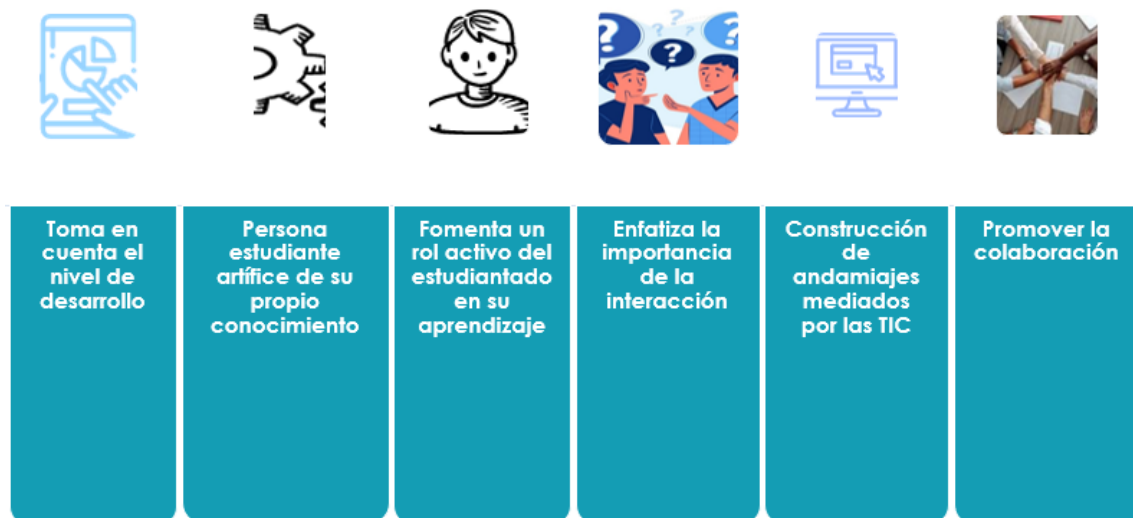 Toma en
cuenta el
nivel de
desarrollo
Persona
estudiante
artífice de su
propio
conocimiento
Fomenta un
rol activo del
estudiantado
en su
aprendizaje
Enfatiza la
importancia
de la
interacción
Construcción
de
andamiajes
mediados
por las TIC
Promover la
colaboración